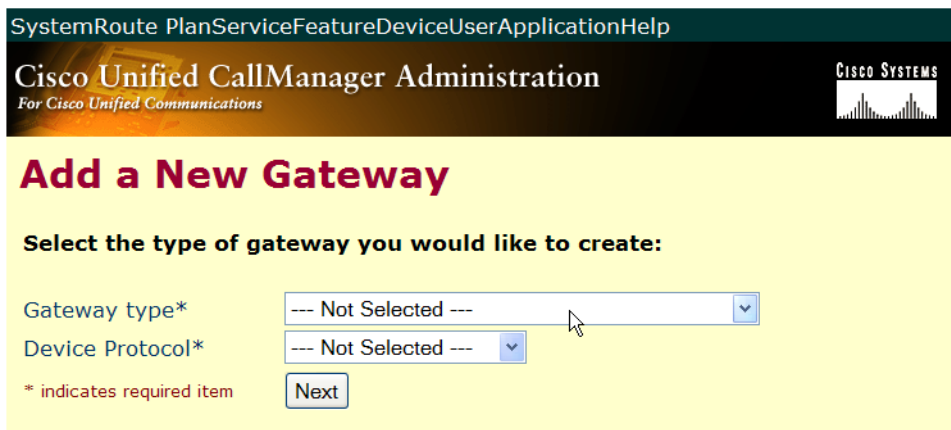 SystemRoute PlanServiceFeatureDeviceUserApplicationHelp
Cisco Unified CallManager Administration
For Cisco Unified Communications
CISCO SYSTEMS
Add a New Gateway
Select the type of gateway you would like to create:
Gateway type* --- Not Selected ---
Device Protocol* --- Not Selected ---
* indicates required item Next